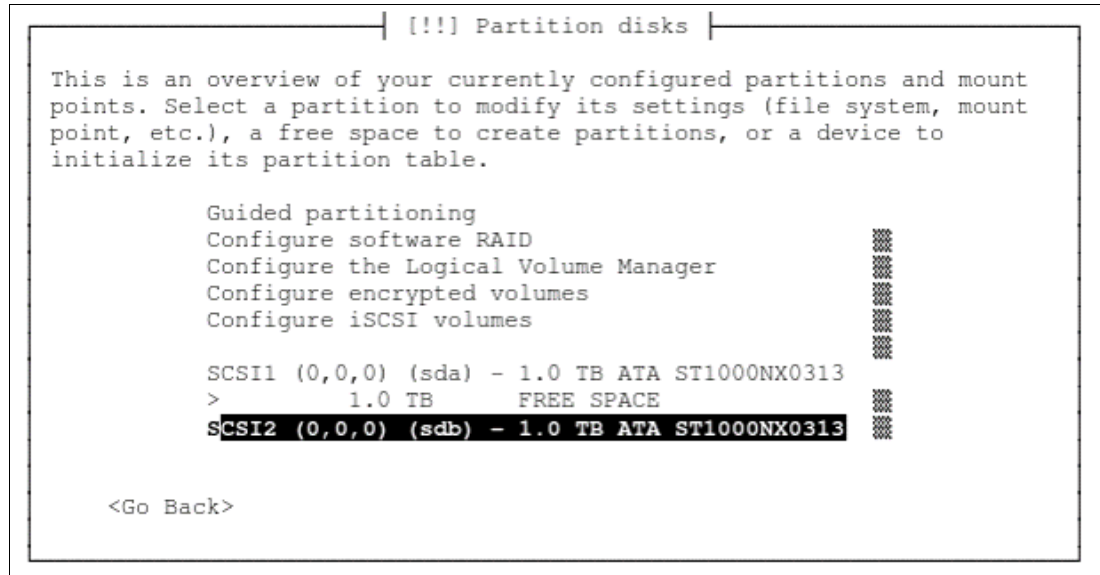 [!!] Partition disks
This is an overview of your currently configured partitions and mount
points. Select a partition to modify its settings (file system, mount
point, etc.), a free space to create partitions, or a device to
initialize its partition table.
Guided partitioning
Configure software RAID
Configure the Logical Volume Manager
Configure encrypted volumes
Configure iSCSI volumes
SCSI1 (0,0,0) (sda) - 1.0 TB ATA ST1000NX0313
> 1.0 TB FREE SPACE
SCSI2 (0,0,0) (sdb) - 1.0 TB ATA ST1000NX0313
<Go Back>